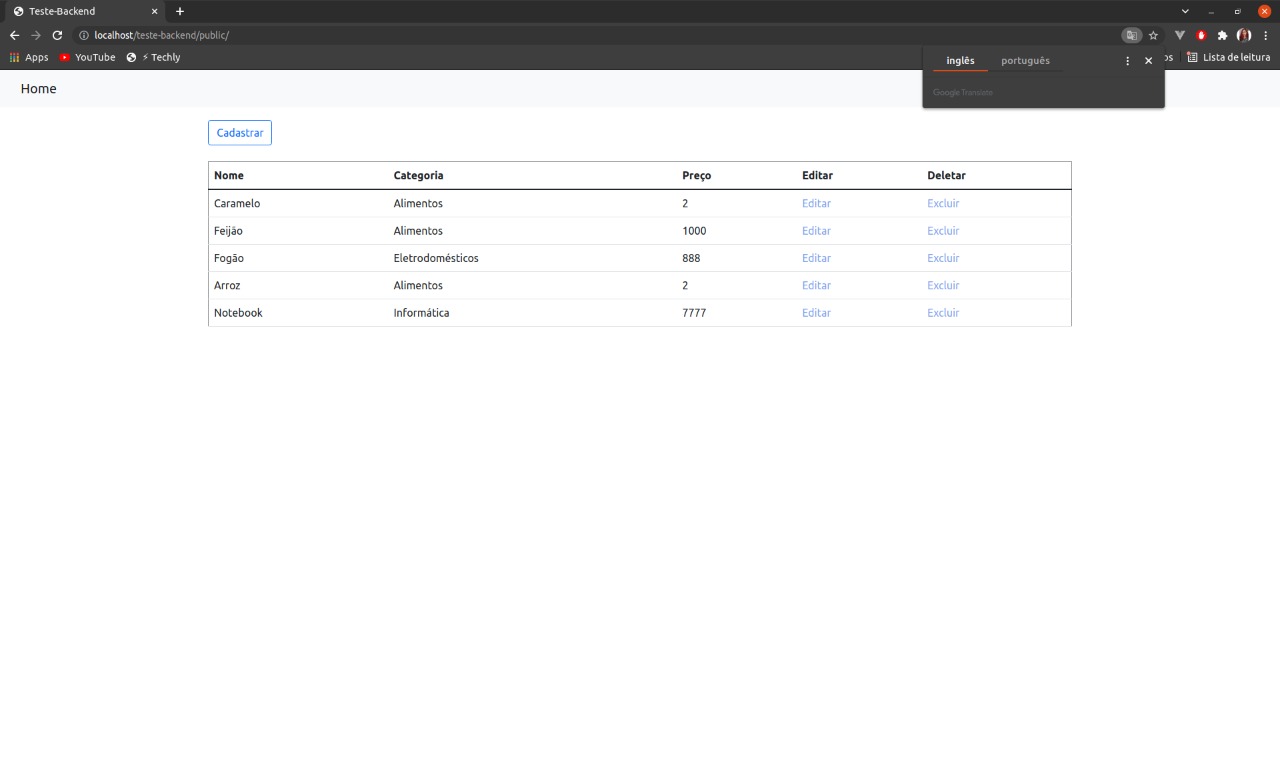 Teste-Backend
localhost/teste-backend/public/
Apps YouTube ⚡ Techly os Lista de leitura
inglês português
Google Translate
Home
Cadastrar
Nome Categoria Preço Editar Deletar
Caramelo Alimentos 2 Editar Excluir
Feijão Alimentos 1000 Editar Excluir
Fogão Eletrodomésticos 888 Editar Excluir
Arroz Alimentos 2 Editar Excluir
Notebook Informática 7777 Editar Excluir